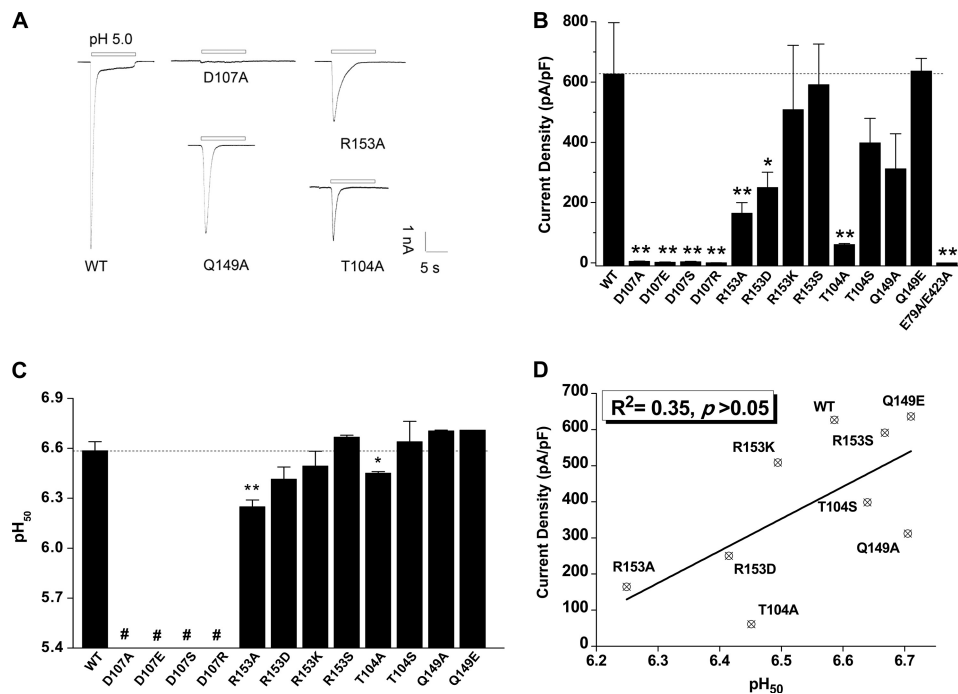 A
pH 5.0
D107A
R153A
WT
Q149A
T104A
1 nA
5 s
B
Current Density (pA/pF)
800
600
400
200
0
**
**
**
**
**
*
**
**
WT
D107A
D107E
D107S
D107R
R153A
R153D
R153K
R153S
T104A
T104S
Q149A
Q149E
E79A/E423A
C
pH50
6.9
6.6
6.3
6.0
5.7
5.4
#
#
#
#
**
*
WT
D107A
D107E
D107S
D107R
R153A
R153D
R153K
R153S
T104A
T104S
Q149A
Q149E
D
R2= 0.35, p >0.05
Current Density (pA/pF)
700
600
500
400
300
200
100
0
WT
Q149E
R153K
R153S
T104S
Q149A
R153A
R153D
T104A
6.2
6.3
6.4
6.5
6.6
6.7
pH50